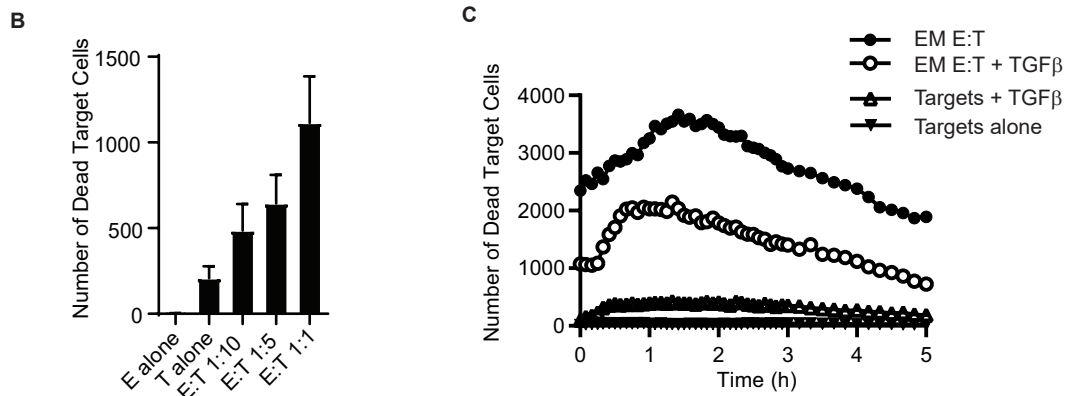 B
Number of Dead Target Cells
1500
1000
500
0
E alone
T alone
E:T 1:10
E:T 1:5
E:T 1:1
C
EM E:T
EM E:T + TGFβ
Targets + TGFβ
Targets alone
Number of Dead Target Cells
4000
3000
2000
1000
0
0 1 2 3 4 5
Time (h)